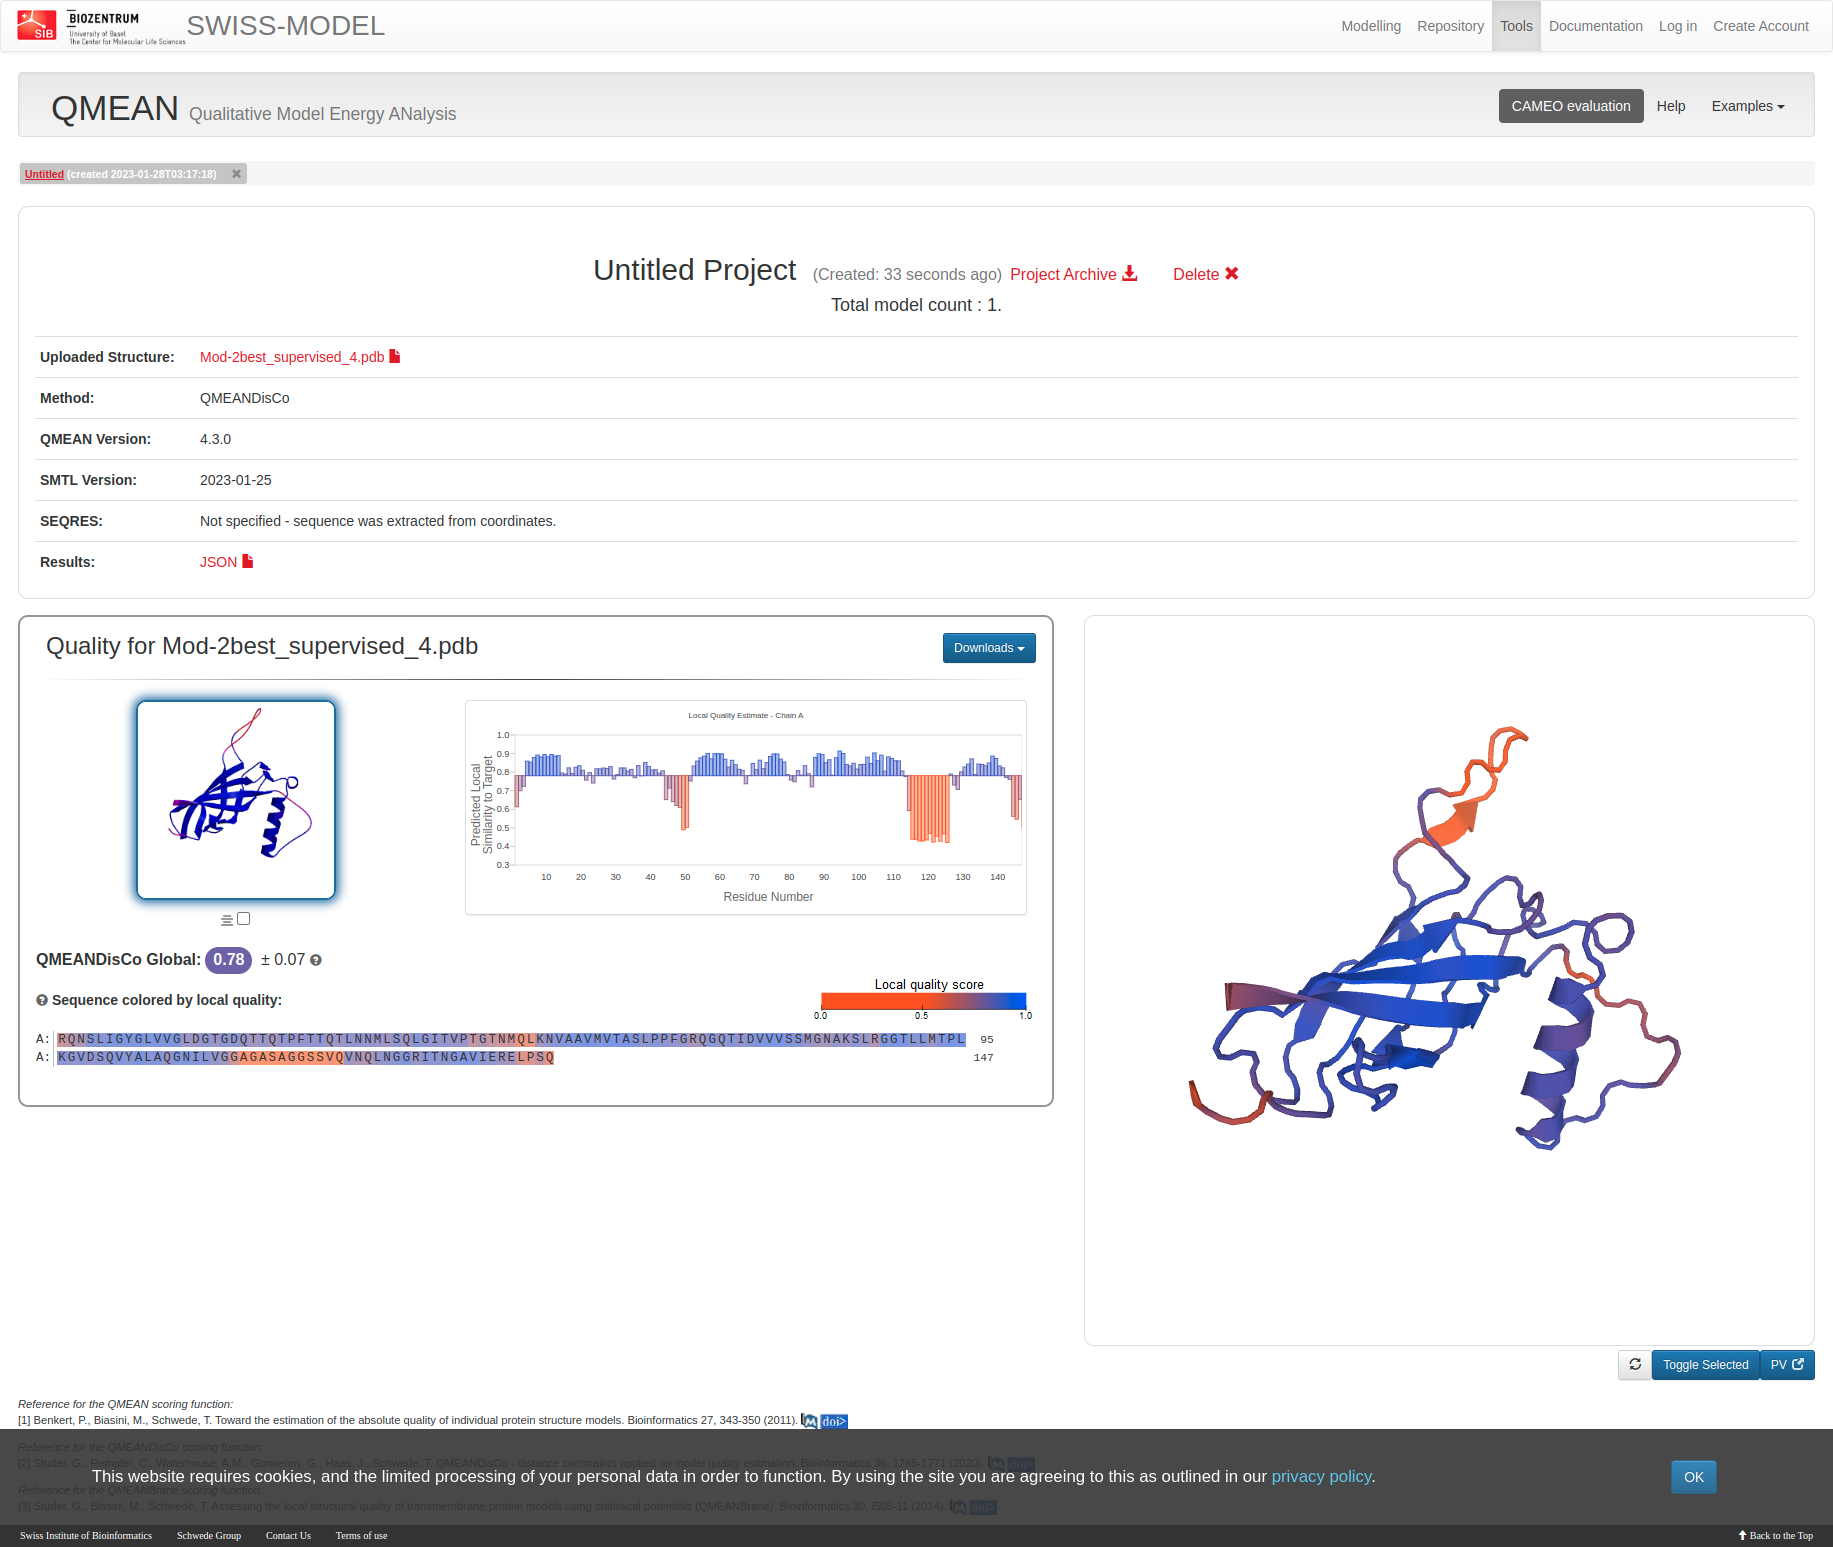 SIB
BIOZENTRUM
University of Basel
The Center for Molecular Life Sciences
SWISS-MODEL
Modelling Repository Tools Documentation Log in Create Account
QMEAN Qualitative Model Energy ANalysis
CAMEO evaluation Help Examples
Untitled (created 2023-01-28T03:17:18)
Untitled Project (Created: 33 seconds ago) Project Archive Delete
Total model count : 1.
Uploaded Structure: Mod-2best_supervised_4.pdb
Method: QMEANDisCo
QMEAN Version: 4.3.0
SMTL Version: 2023-01-25
SEQRES: Not specified - sequence was extracted from coordinates.
Results: JSON
Quality for Mod-2best_supervised_4.pdb
Downloads
Local Quality Estimate - Chain A
Predicted Local
Similarity to Target
1.0
0.9
0.8
0.7
0.6
0.5
0.4
0.3
10 20 30 40 50 60 70 80 90 100 110 120 130 140
Residue Number
QMEANDisCo Global: 0.78 ± 0.07
Sequence colored by local quality:
Local quality score
0.0 0.5 1.0
A: RQNSLIGYGLVVGLDGTGDQTTQTPFTTQTLNNMLSQLGITVPTGTNMQLKNVAAVMVTASLPPFGRQGQTIDVVVSSMGNAKSLRGGTLLMTPL 95
A: KGVDSQVYALAQGNILVGGAGASAGGSSVQVNQLNGGRITNGAVIERELPSQ 147
Toggle Selected PV
Reference for the QMEAN scoring function:
[1] Benkert, P., Biasini, M., Schwede, T. Toward the estimation of the absolute quality of individual protein structure models. Bioinformatics 27, 343-350 (2011). M doi>
Reference for the QMEANDisCo scoring function:
[2] Studer, G., Rempfer, C., Waterhouse, A.M., Gumienny, G., Haas, J., Schwede, T. QMEANDisCo - distance constraints applied on model quality estimation. Bioinformatics 36, 1765-1771 (2020). M doi>
This website requires cookies, and the limited processing of your personal data in order to function. By using the site you are agreeing to this as outlined in our privacy policy.
OK
Reference for the QMEANBrane scoring function:
[3] Studer, G., Biasini, M., Schwede, T. Assessing the local structural quality of transmembrane protein models using statistical potentials (QMEANBrane). Bioinformatics 30, i505-11 (2014). M doi>
Swiss Institute of Bioinformatics Schwede Group Contact Us Terms of use Back to the Top